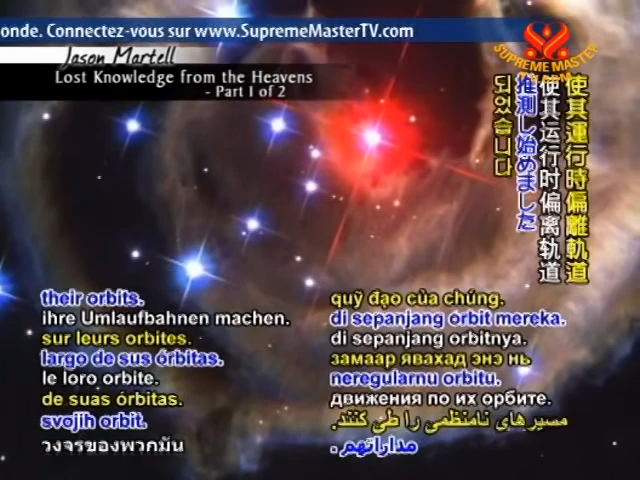 onde. Connectez-vous sur www.SupremeMasterTV.com
Jason Martell
Lost Knowledge from the Heavens
- Part 1 of 2
SUPREME MASTER
TV.COM
使其運行時偏離軌道
使其运行时偏离轨道
推測し始めました
되었습니다
their orbits.
ihre Umlaufbahnen machen.
sur leurs orbites.
largo de sus órbitas.
le loro orbite.
de suas órbitas.
svojih orbit.
วงจรของพวกมัน
quỹ đạo của chúng.
di sepanjang orbit mereka.
di sepanjang orbitnya.
замаар явахад энэ нь
neregularnu orbitu.
движения по их орбите.
مسیرهای نامنظمی را طی کنند.
مداراتهم.